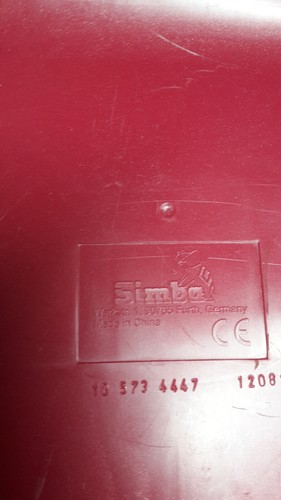 Simba
Fürth, Germany
Made in China
CE
10 573 4447 1208